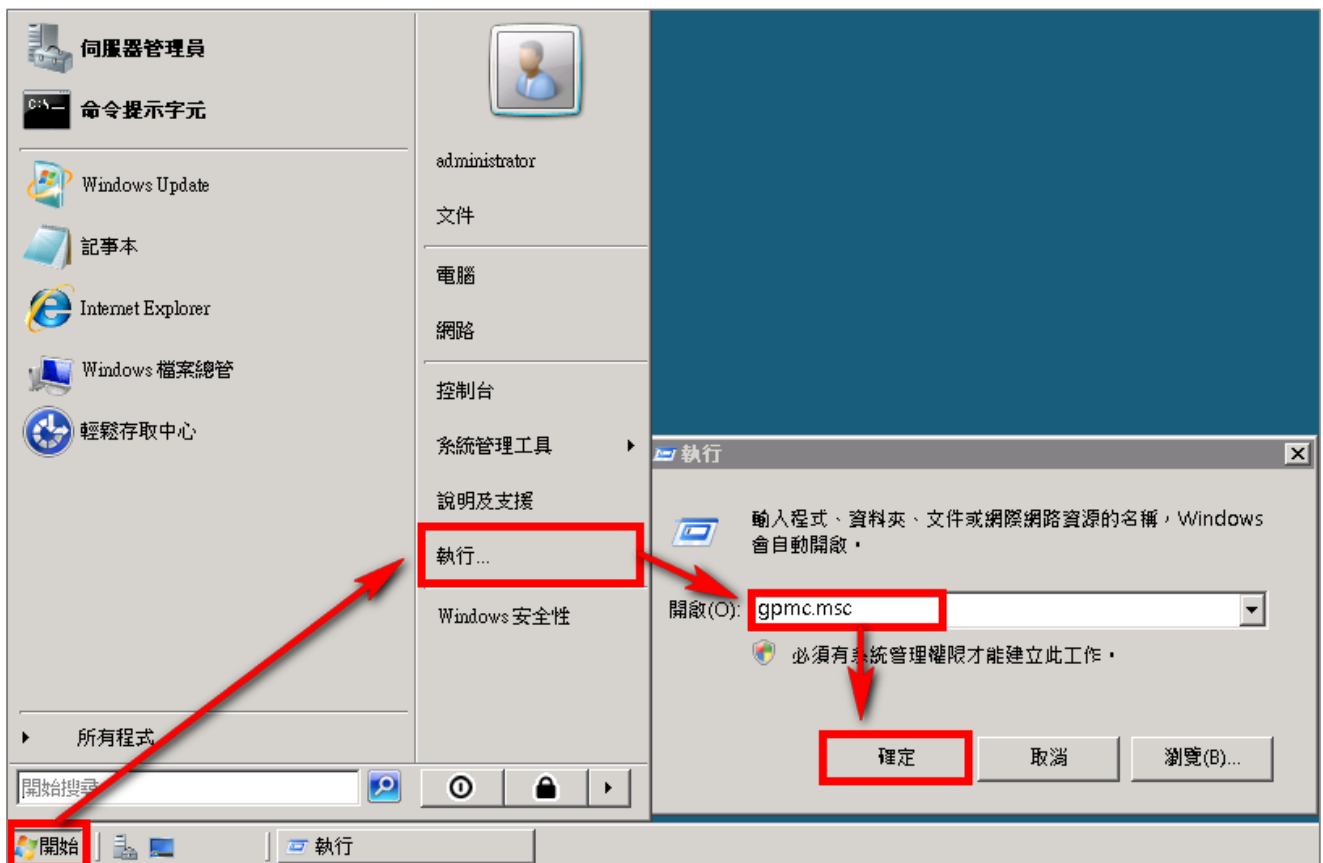 伺服器管理員
命令提示字元
Windows Update
記事本
Internet Explorer
Windows 檔案總管
輕鬆存取中心
所有程式
開始搜尋
administrator
文件
電腦
網路
控制台
系統管理工具
說明及支援
執行...
Windows 安全性
執行
輸入程式、資料夾、文件或網際網路資源的名稱，Windows
會自動開啟。
開啟(O): gpmc.msc
必須有系統管理權限才能建立此工作。
確定 取消 瀏覽(B)...
開始 執行